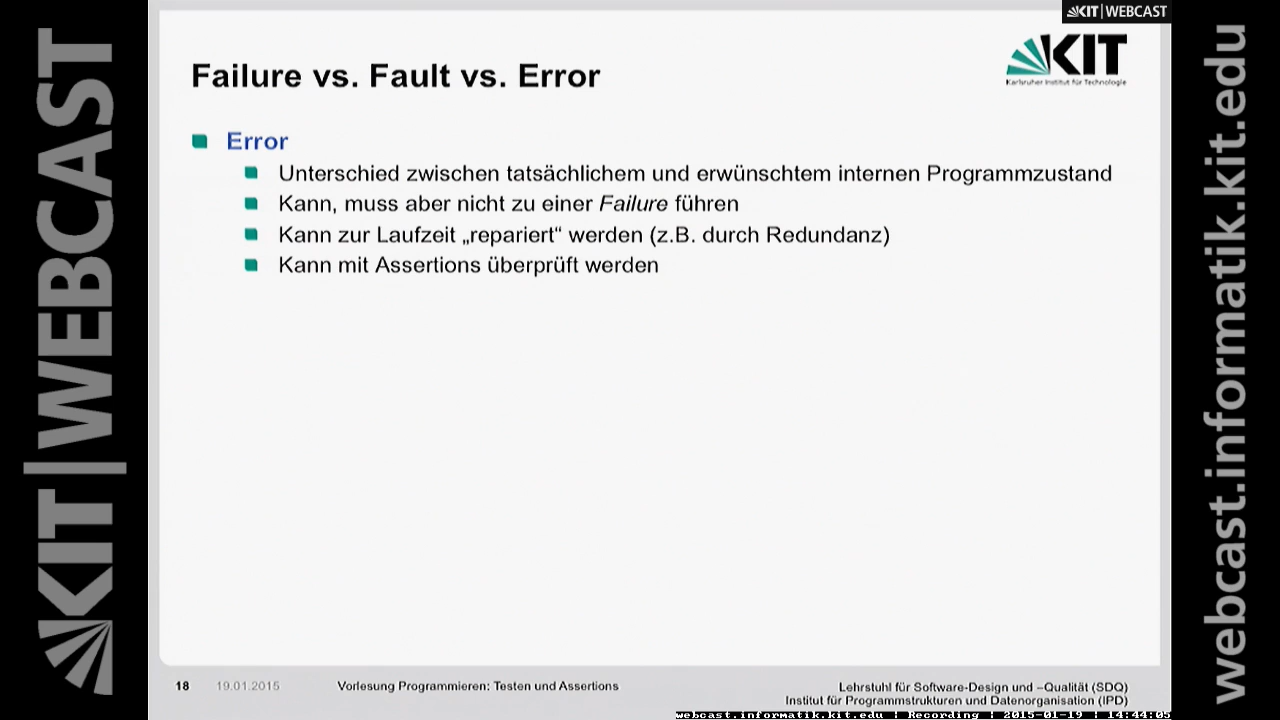 KIT|WEBCAST
KIT|WEBCAST
webcast.informatik.kit.edu
KIT
Karlsruher Institut für Technologie
Failure vs. Fault vs. Error
Error
Unterschied zwischen tatsächlichem und erwünschtem internen Programmzustand
Kann, muss aber nicht zu einer Failure führen
Kann zur Laufzeit „repariert“ werden (z.B. durch Redundanz)
Kann mit Assertions überprüft werden
18 19.01.2015 Vorlesung Programmieren: Testen und Assertions
Lehrstuhl für Software-Design und –Qualität (SDQ)
Institut für Programmstrukturen und Datenorganisation (IPD)
webcast.informatik.kit.edu | Recording | 2015-01-19 | 14:44:05